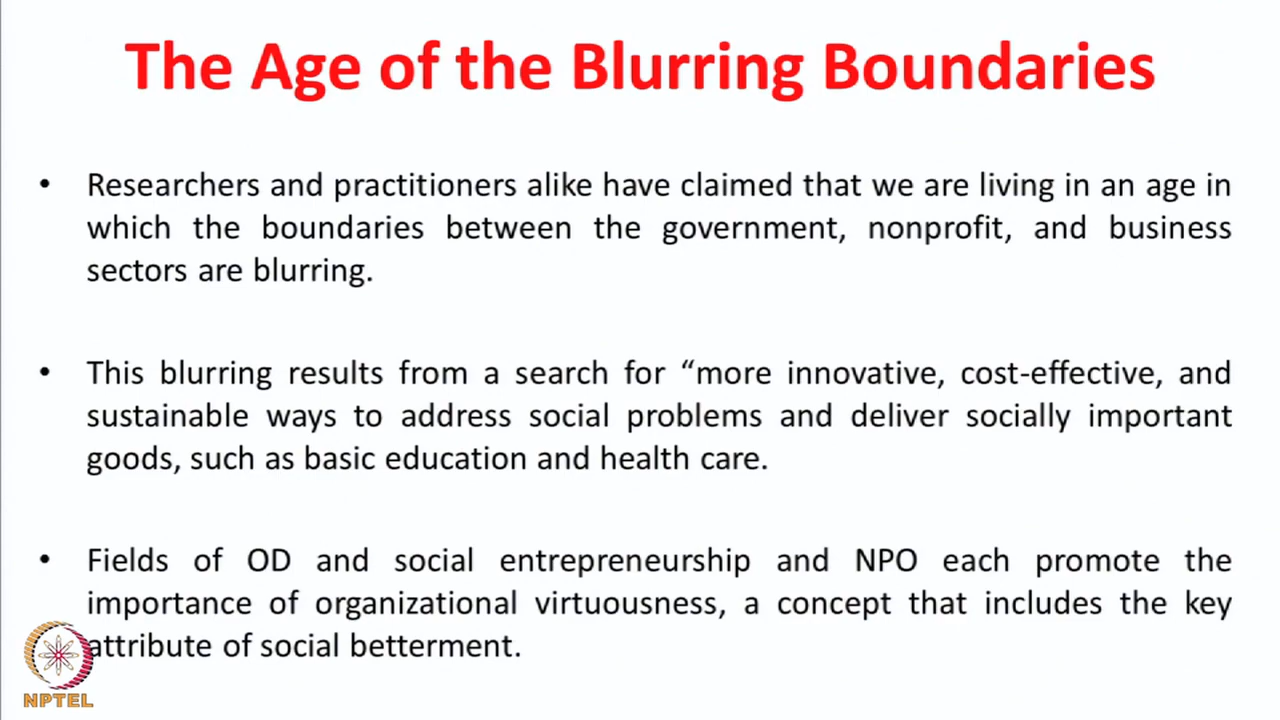 The Age of the Blurring Boundaries
• Researchers and practitioners alike have claimed that we are living in an age in
which the boundaries between the government, nonprofit, and business
sectors are blurring.
• This blurring results from a search for “more innovative, cost-effective, and
sustainable ways to address social problems and deliver socially important
goods, such as basic education and health care.
• Fields of OD and social entrepreneurship and NPO each promote the
importance of organizational virtuousness, a concept that includes the key
attribute of social betterment.
NPTEL